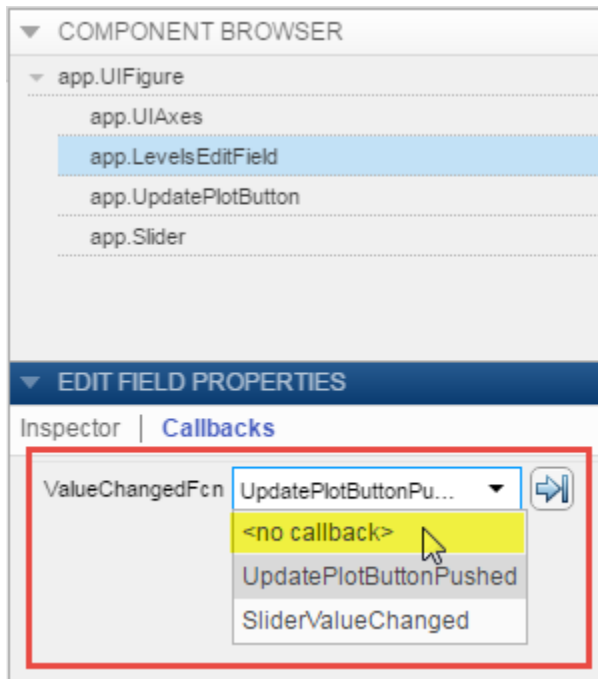 COMPONENT BROWSER
app.UIFigure
app.UIAxes
app.LevelsEditField
app.UpdatePlotButton
app.Slider
EDIT FIELD PROPERTIES
Inspector | Callbacks
ValueChangedFcn UpdatePlotButtonPu...
<no callback>
UpdatePlotButtonPushed
SliderValueChanged